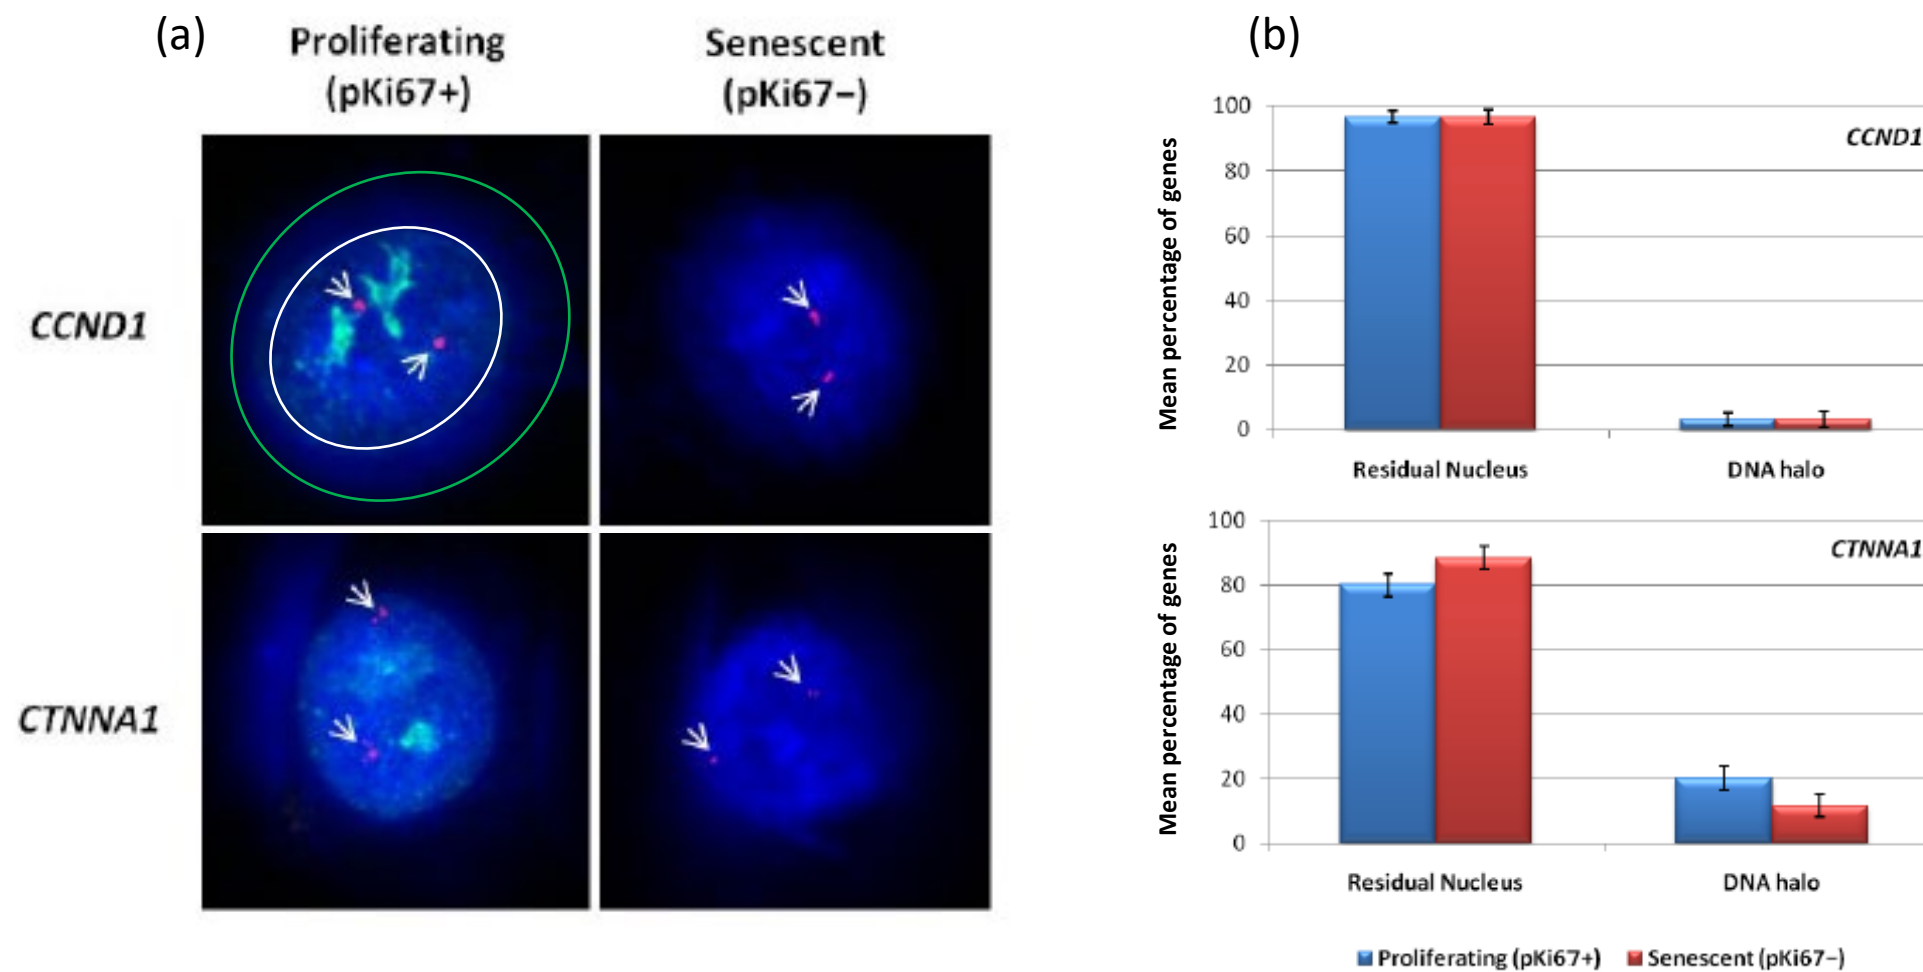 (a)
Proliferating
(pKi67+)
Senescent
(pKi67−)
CCND1
CTNNA1
(b)
Mean percentage of genes
100
80
60
40
20
0
CCND1
Residual Nucleus
DNA halo
Mean percentage of genes
100
80
60
40
20
0
CTNNA1
Residual Nucleus
DNA halo
Proliferating (pKi67+)
Senescent (pKi67−)